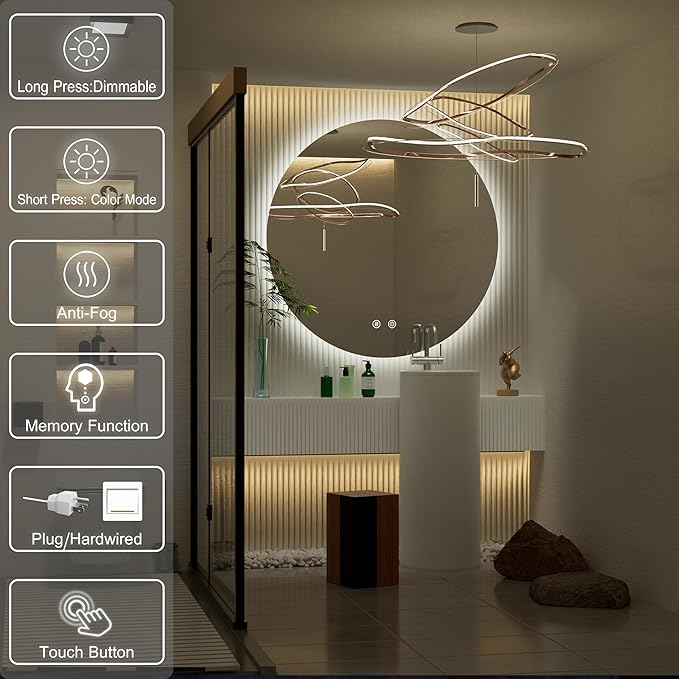 Long Press:Dimmable
Short Press: Color Mode
Anti-Fog
Memory Function
Plug/Hardwired
Touch Button